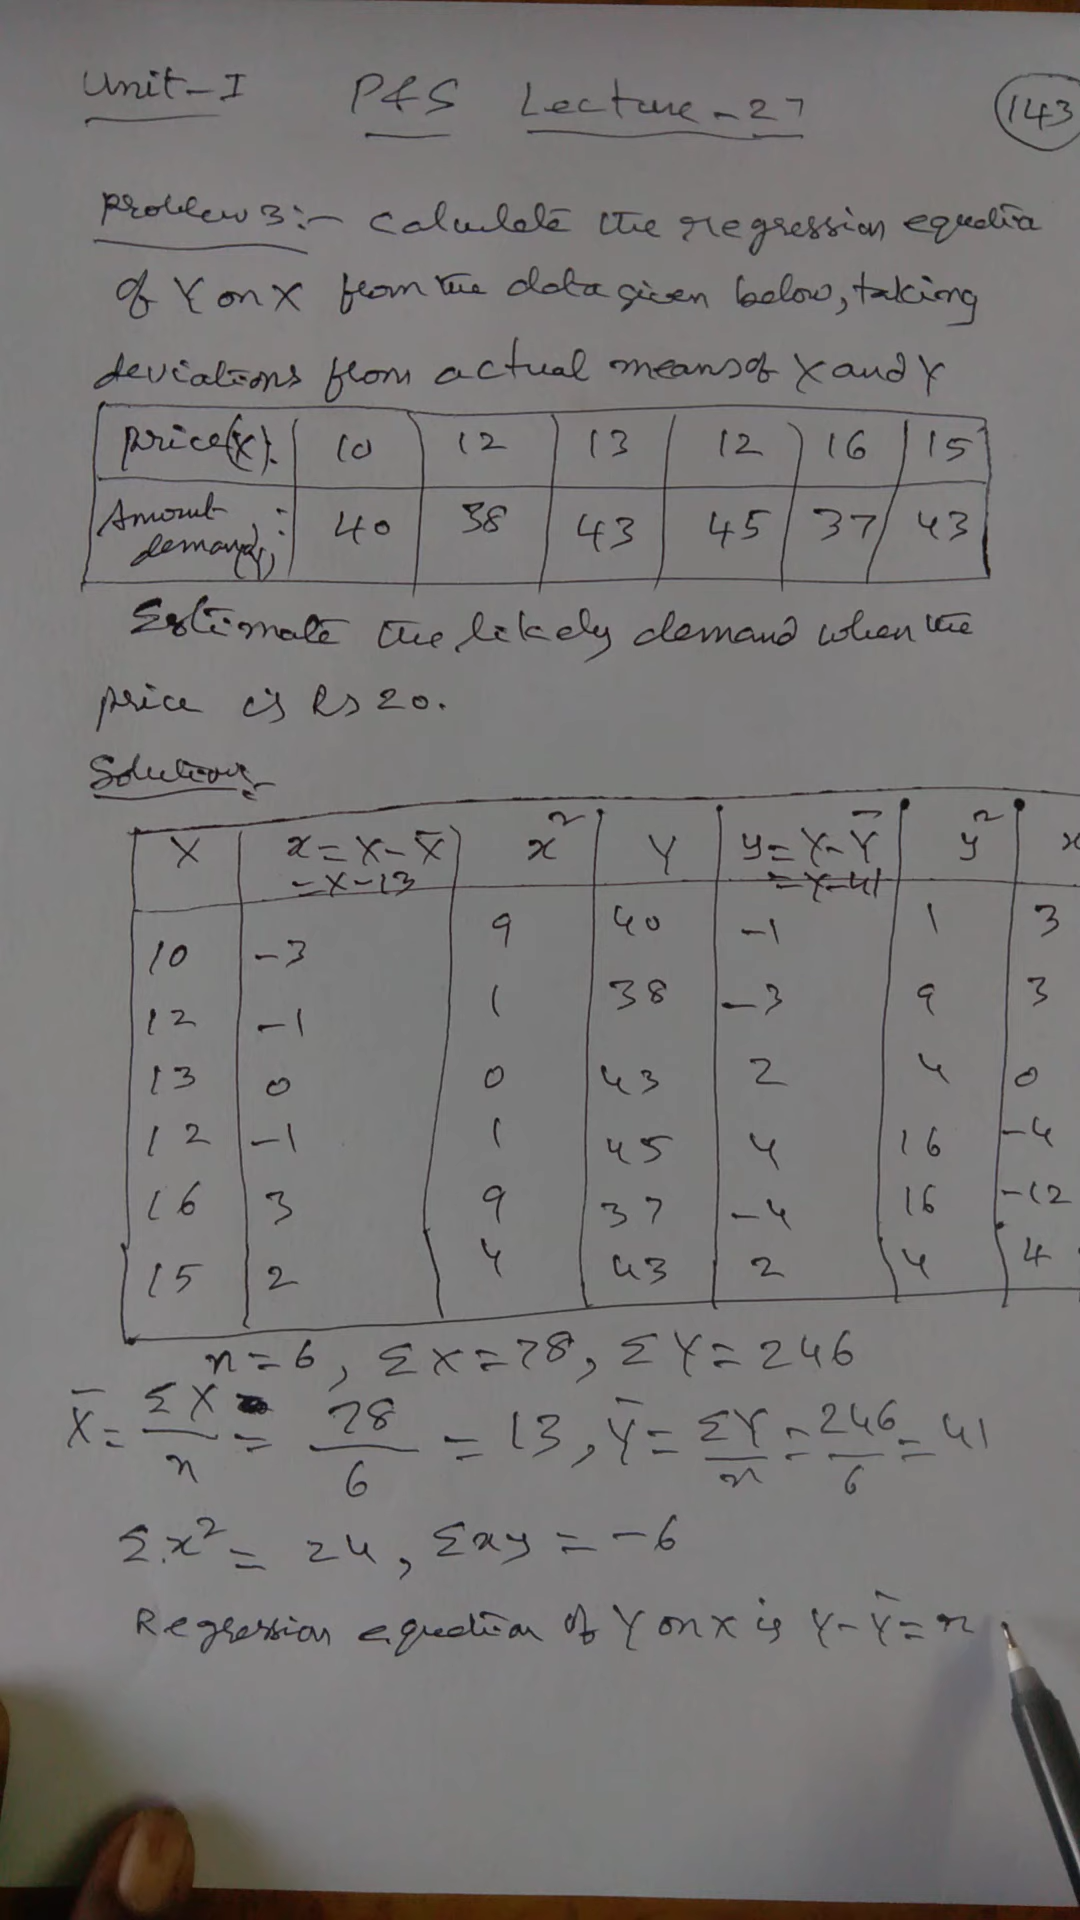 Unit-I P&S Lecture-27 143
Problem 3:- Calculate the regression equation
of Y on X from the data given below, taking
deviations from actual means of X and Y
Price(X): 10 12 13 12 16 15
Amount demand(Y): 40 38 43 45 37 43
Estimate the likely demand when the
price is Rs 20.
Solution:-
X x=X-X̄ =X-13 x² Y y=Y-Ȳ =Y-41 y² x
10 -3 9 40 -1 1 3
12 -1 1 38 -3 9 3
13 0 0 43 2 4 0
12 -1 1 45 4 16 -4
16 3 9 37 -4 16 -12
15 2 4 43 2 4 4
n=6, ΣX=78, ΣY=246
X̄ = ΣX/n = 78/6 = 13, Ȳ = ΣY/n = 246/6 = 41
Σx² = 24, Σxy = -6
Regression equation of Y on X is Y-Ȳ=r